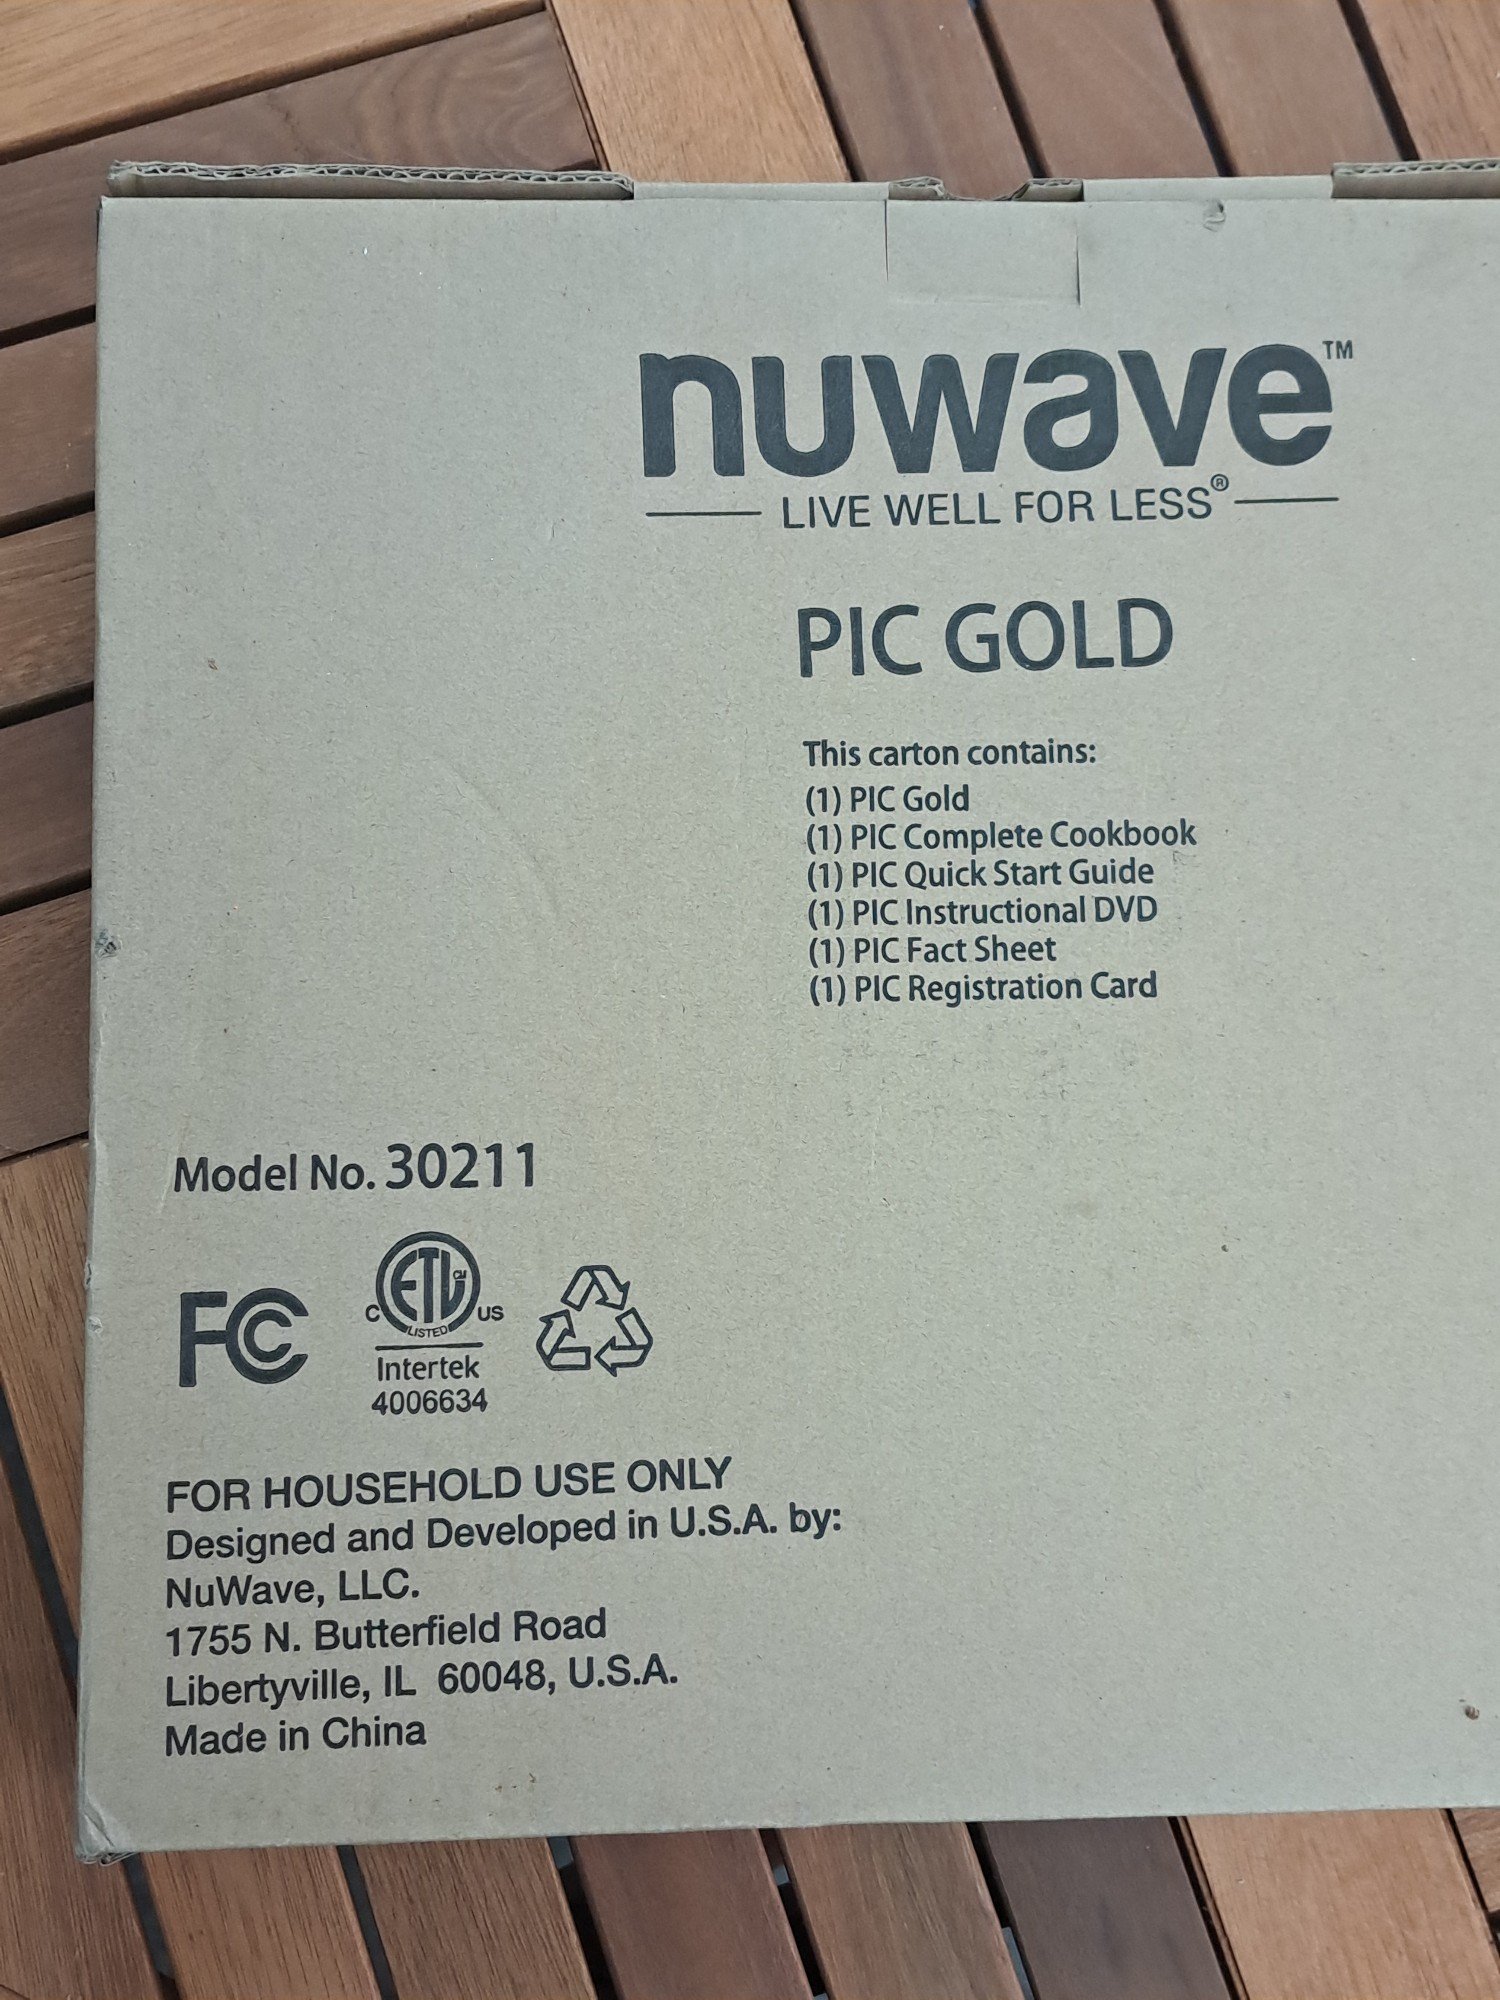 nuwave™
LIVE WELL FOR LESS®
PIC GOLD
This carton contains:
(1) PIC Gold
(1) PIC Complete Cookbook
(1) PIC Quick Start Guide
(1) PIC Instructional DVD
(1) PIC Fact Sheet
(1) PIC Registration Card
Model No. 30211
FC
C ETL CM US
LISTED
Intertek
4006634
FOR HOUSEHOLD USE ONLY
Designed and Developed in U.S.A. by:
NuWave, LLC.
1755 N. Butterfield Road
Libertyville, IL 60048, U.S.A.
Made in China